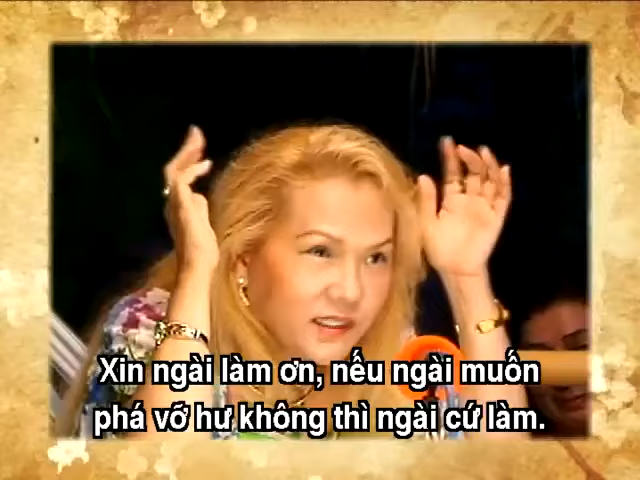 Xin ngài làm ơn, nếu ngài muốn
phá vỡ hư không thì ngài cứ làm.